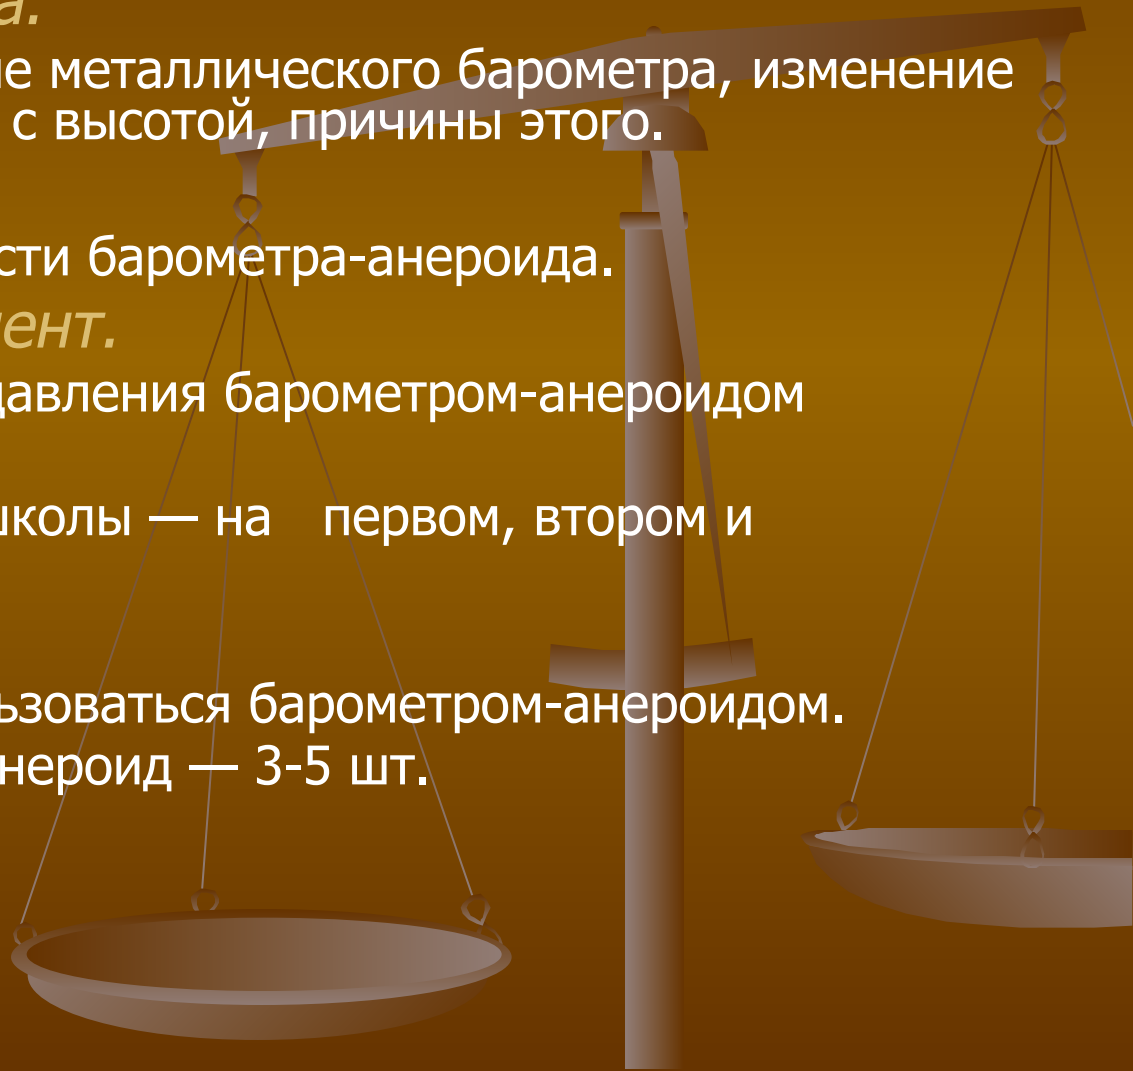 а.
ие металлического барометра, изменение
с высотой, причины этого.
сти барометра-анероида.
мент.
давления барометром-анероидом
школы — на первом, втором и
ьзоваться барометром-анероидом.
нероид — 3-5 шт.